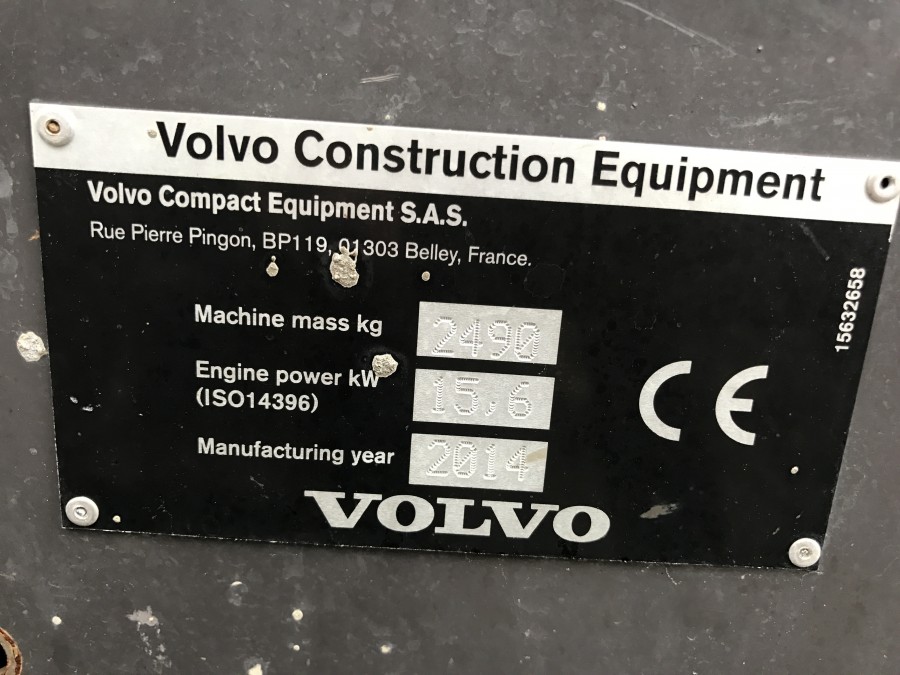 Volvo Construction Equipment
Volvo Compact Equipment S.A.S.
Rue Pierre Pingon, BP119, 01303 Belley, France.
Machine mass kg 2490
Engine power kW 15,6
(ISO14396)
Manufacturing year 2014
CE
15632658
VOLVO